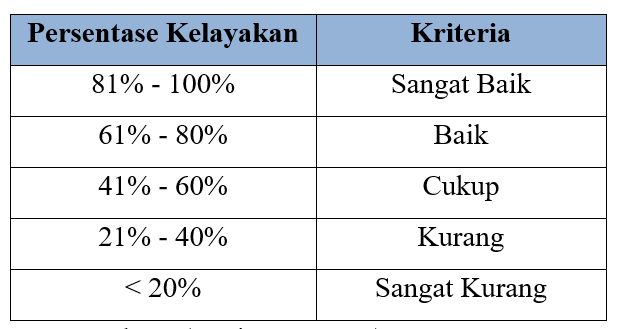 Persentase Kelayakan Kriteria
81% - 100% Sangat Baik
61% - 80% Baik
41% - 60% Cukup
21% - 40% Kurang
< 20% Sangat Kurang